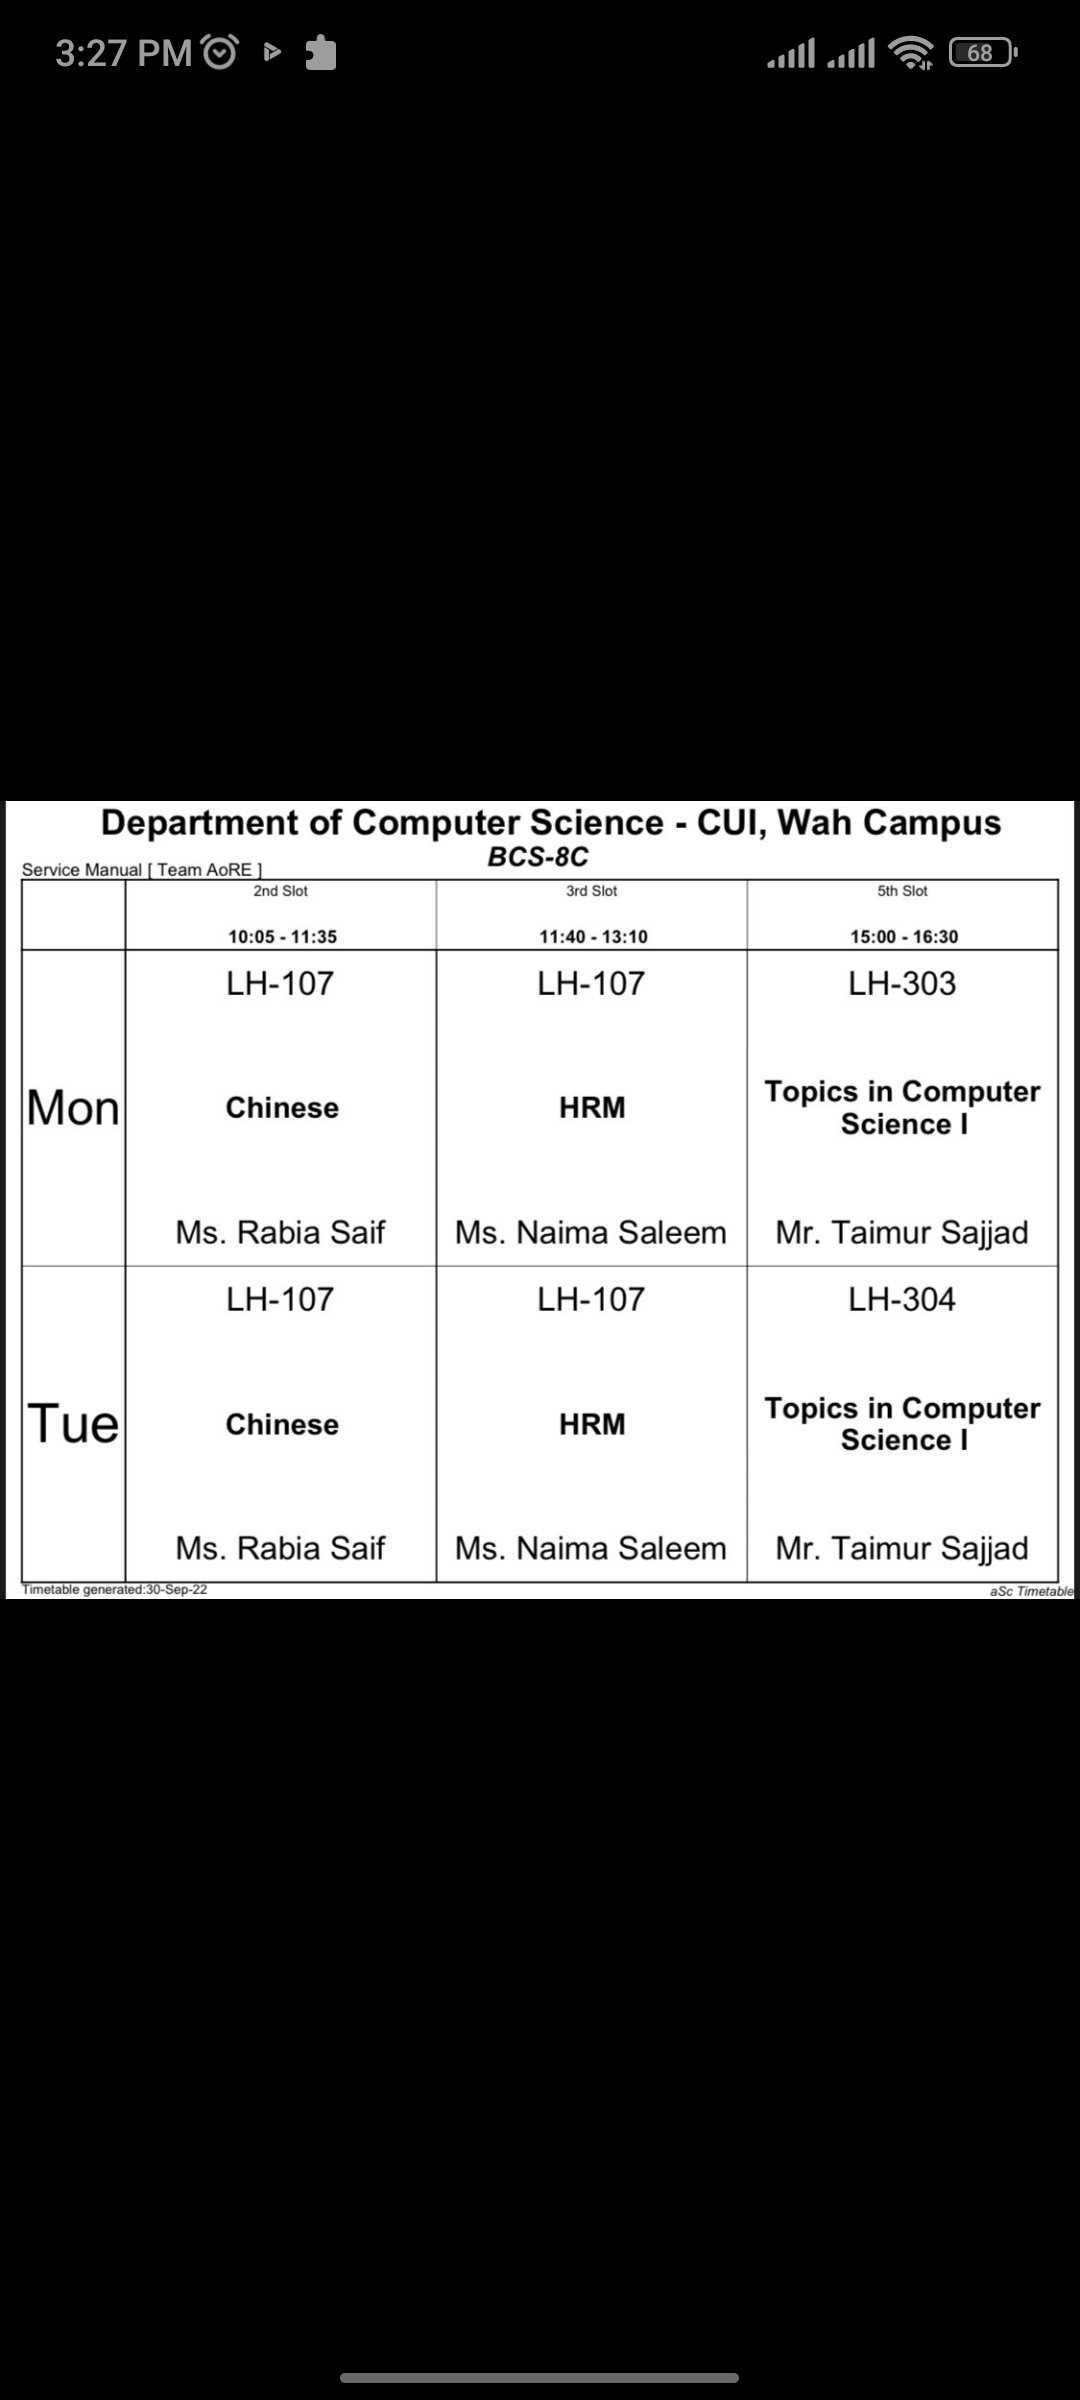 3:27 PM
68
Department of Computer Science - CUI, Wah Campus
BCS-8C
Service Manual [ Team AoRE ]
2nd Slot 3rd Slot 5th Slot
10:05 - 11:35 11:40 - 13:10 15:00 - 16:30
LH-107 LH-107 LH-303
Mon Chinese HRM Topics in Computer
Science I
Ms. Rabia Saif Ms. Naima Saleem Mr. Taimur Sajjad
LH-107 LH-107 LH-304
Tue Chinese HRM Topics in Computer
Science I
Ms. Rabia Saif Ms. Naima Saleem Mr. Taimur Sajjad
Timetable generated:30-Sep-22 aSc Timetable